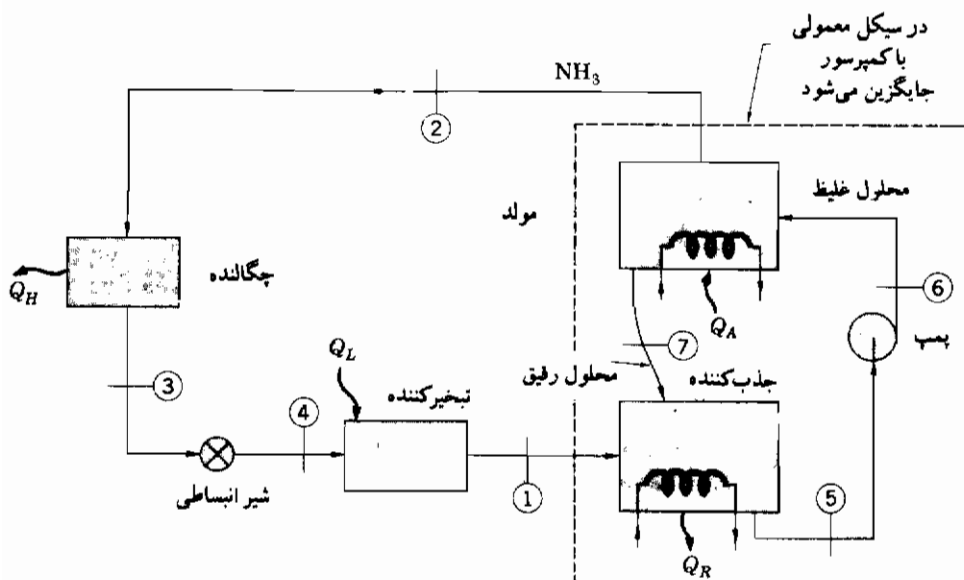 در سیکل معمولی
با کمپرسور
جایگزین می‌شود
NH₃
②
مولد
محلول غلیظ
چگالنده
Q_H
Q_A
⑥
پمپ
⑦
محلول رقیق
جذب‌کننده
Q_L
تبخیرکننده
③
④
شیر انبساطی
①
⑤
Q_R